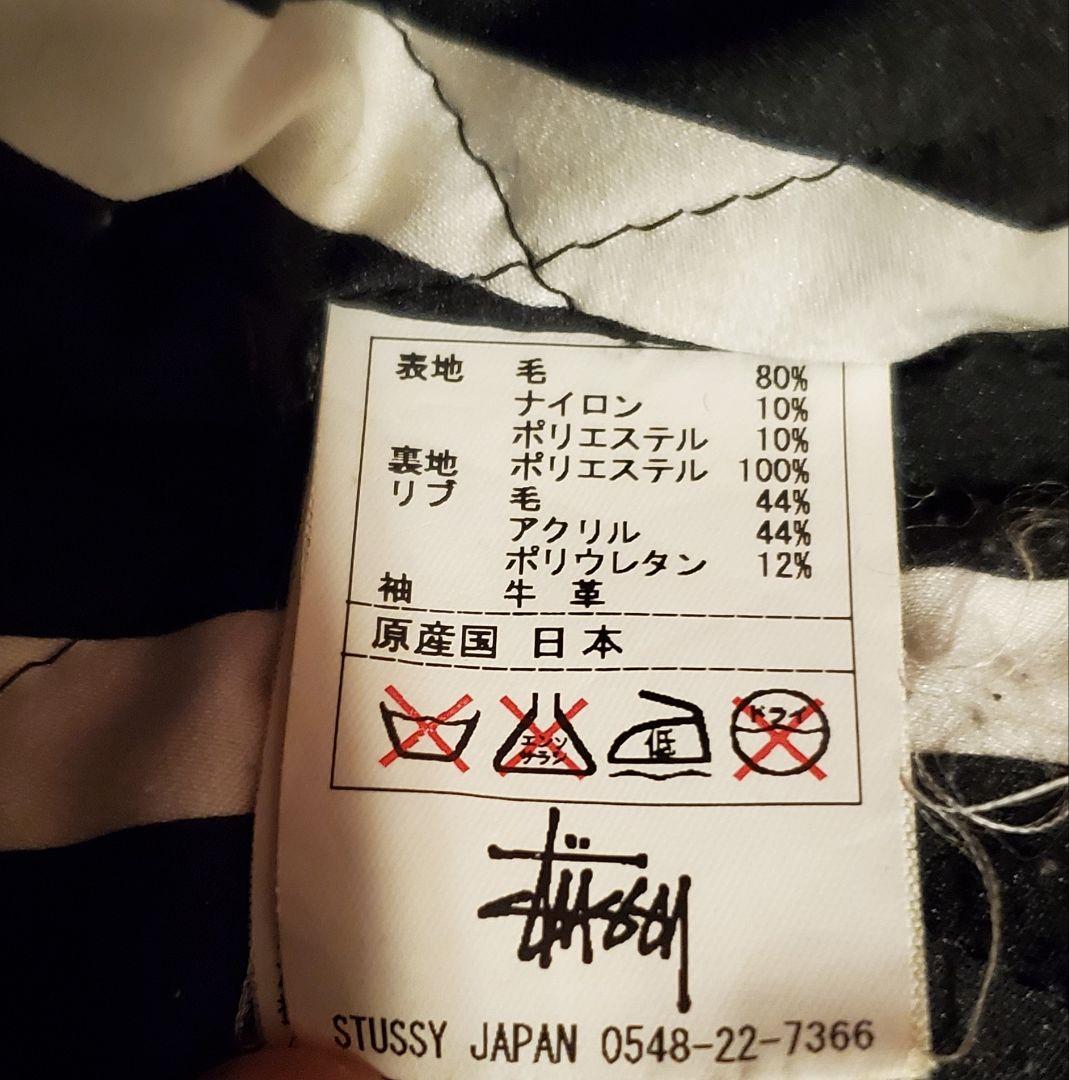 表地 毛 80%
ナイロン 10%
ポリエステル 10%
裏地 ポリエステル 100%
リブ 毛 44%
アクリル 44%
ポリウレタン 12%
袖 牛革
原産国 日本
エンソ
サラシ
低
ドライ
STÜSSY
STUSSY JAPAN 0548-22-7366